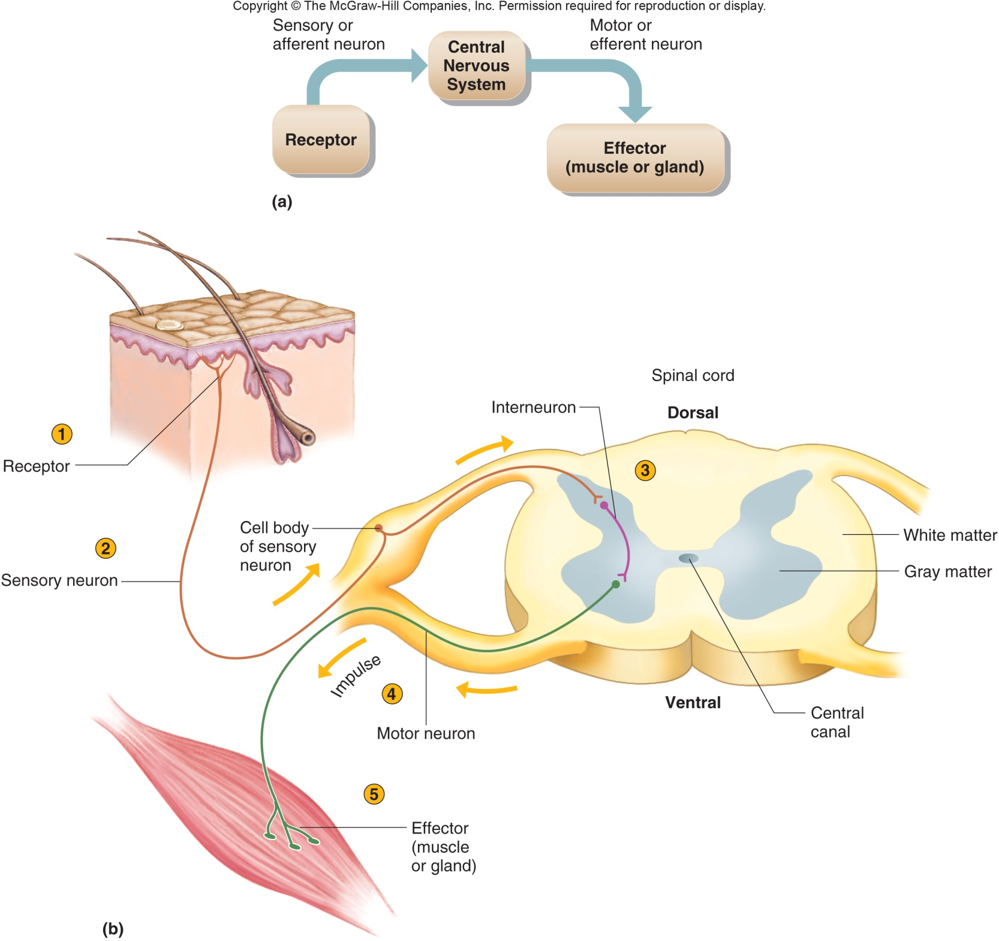 Copyright © The McGraw-Hill Companies, Inc. Permission required for reproduction or display.
Sensory or
afferent neuron
Central
Nervous
System
Motor or
efferent neuron
Receptor
Effector
(muscle or gland)
(a)
Spinal cord
Interneuron
Dorsal
1
Receptor
3
Cell body
of sensory
neuron
2
Sensory neuron
White matter
Gray matter
Impulse
4
Motor neuron
Ventral
Central
canal
5
Effector
(muscle
or gland)
(b)